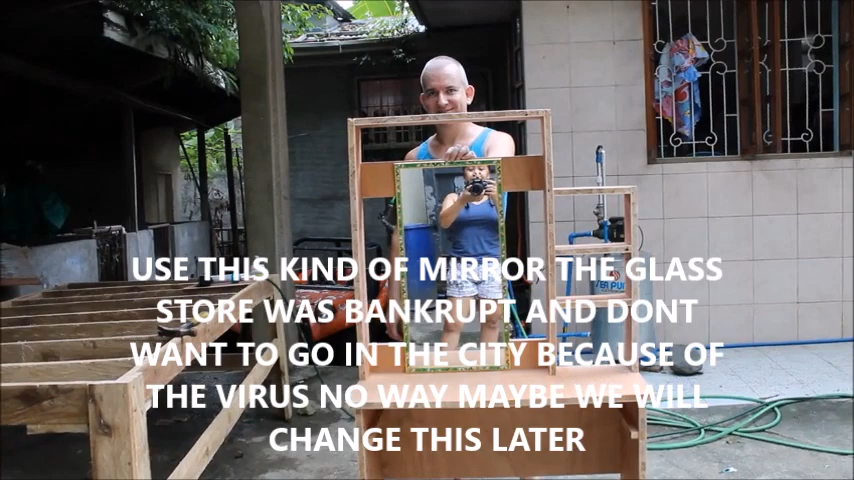 USE THIS KIND OF MIRROR THE GLASS
STORE WAS BANKRUPT AND DONT
WANT TO GO IN THE CITY BECAUSE OF
THE VIRUS NO WAY MAYBE WE WILL
CHANGE THIS LATER